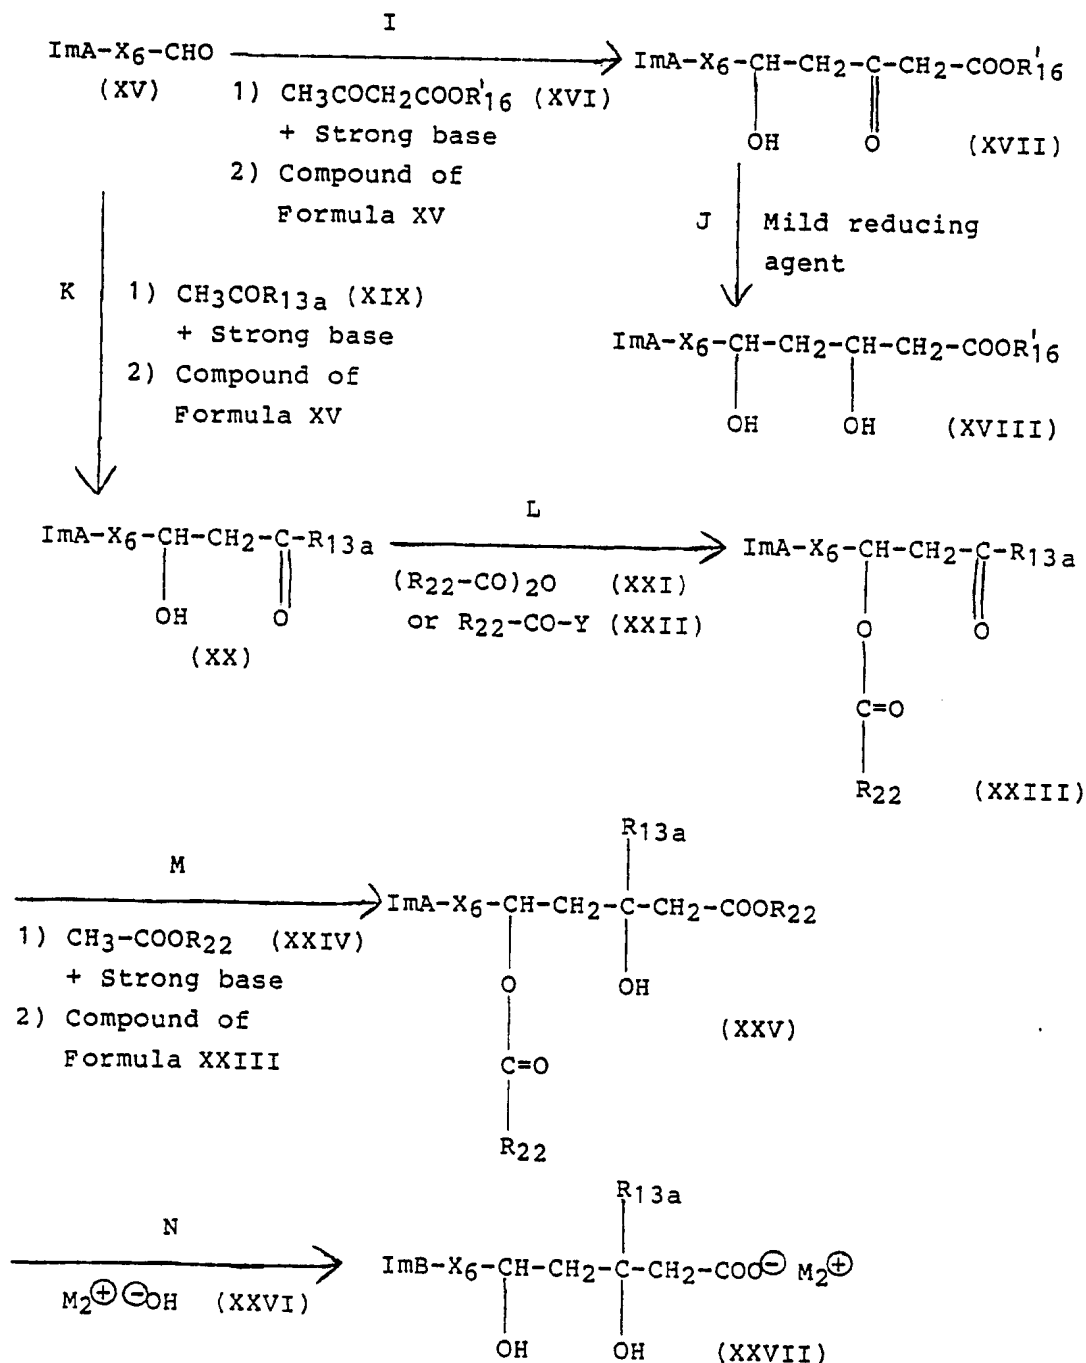 I
ImA-X6-CHO
(XV)
1) CH3COCH2COOR'16 (XVI)
+ Strong base
2) Compound of
Formula XV
ImA-X6-CH-CH2-C-CH2-COOR'16
OH O (XVII)
J Mild reducing
agent
K 1) CH3COR13a (XIX)
+ Strong base
2) Compound of
Formula XV
ImA-X6-CH-CH2-CH-CH2-COOR'16
OH OH (XVIII)
ImA-X6-CH-CH2-C-R13a
OH O
(XX)
L
(R22-CO)2O (XXI)
or R22-CO-Y (XXII)
ImA-X6-CH-CH2-C-R13a
O O
C=O
R22 (XXIII)
M
1) CH3-COOR22 (XXIV)
+ Strong base
2) Compound of
Formula XXIII
R13a
ImA-X6-CH-CH2-C-CH2-COOR22
O OH
(XXV)
C=O
R22
N
M2⊕ ⊖OH (XXVI)
R13a
ImB-X6-CH-CH2-C-CH2-COO⊖ M2⊕
OH OH (XXVII)